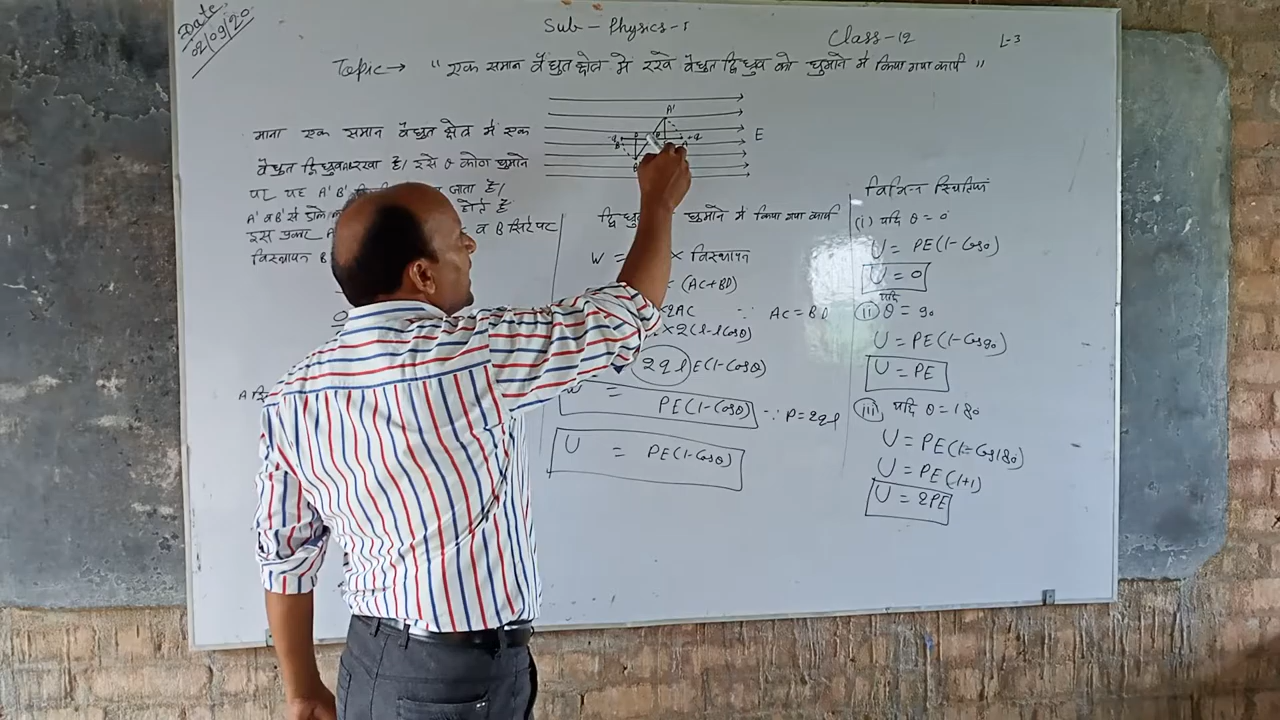 Date
02/09/20
Sub - Physics-I
Class-12
L-3
Topic→ "एक समान वैधुत क्षेत्र में रखे वैधुत द्विध्रुव को घुमाने में किया गया कार्य"
A'
-q
B
+q
E
माना एक समान वैधुत क्षेत्र में एक
वैधुत द्विध्रुव AB रखा है। इसे θ कोण घुमाने
पर यह A'B' जाता है।
A' व B' से होते है
इस प्रकार A व B सिरे पर
विस्थापन B
घुमाने में किया गया कार्य
W = × विस्थापन
= (AC+BD)
×2AC ∵ AC = BD
× 2(l-lCosθ)
2ql E(1-Cosθ)
W = PE(1-Cosθ) ∵ P=2ql
U = PE(1-Cosθ)
विभिन्न स्थितियां
(i) यदि θ = 0
U = PE(1-Cos0)
U = 0
(ii) यदि θ = 90
U = PE(1-Cos90)
U = PE
(iii) यदि θ = 180
U = PE(1-Cos180)
U = PE(1+1)
U = 2PE